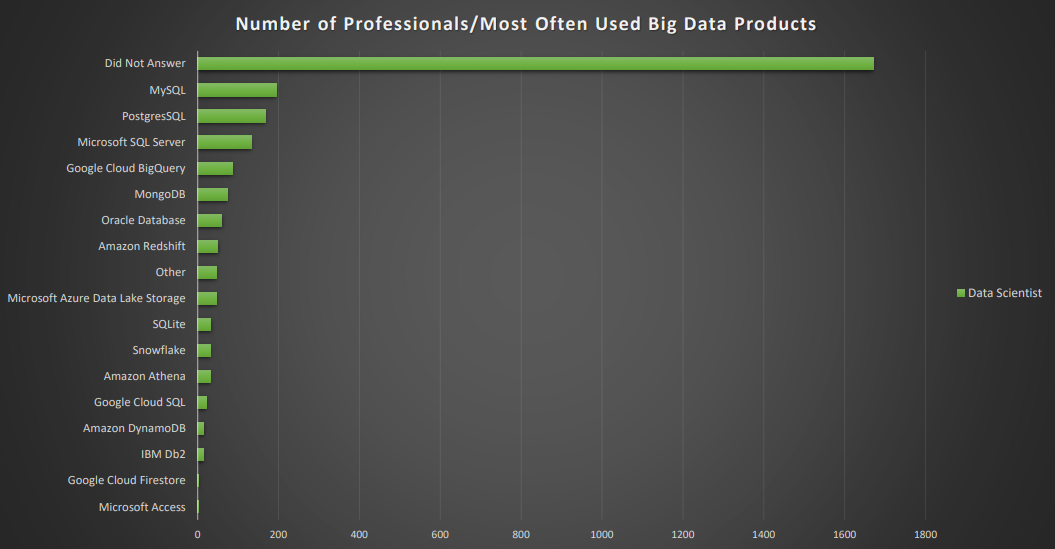 Number of Professionals/Most Often Used Big Data Products
Did Not Answer
MySQL
PostgresSQL
Microsoft SQL Server
Google Cloud BigQuery
MongoDB
Oracle Database
Amazon Redshift
Other
Microsoft Azure Data Lake Storage
SQLite
Snowflake
Amazon Athena
Google Cloud SQL
Amazon DynamoDB
IBM Db2
Google Cloud Firestore
Microsoft Access
0 200 400 600 800 1000 1200 1400 1600 1800
Data Scientist